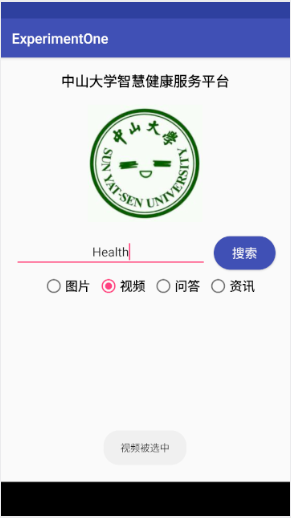 ExperimentOne
中山大学智慧健康服务平台
中山大学
SUN YAT-SEN UNIVERSITY
Health 搜索
图片 视频 问答 资讯
视频被选中